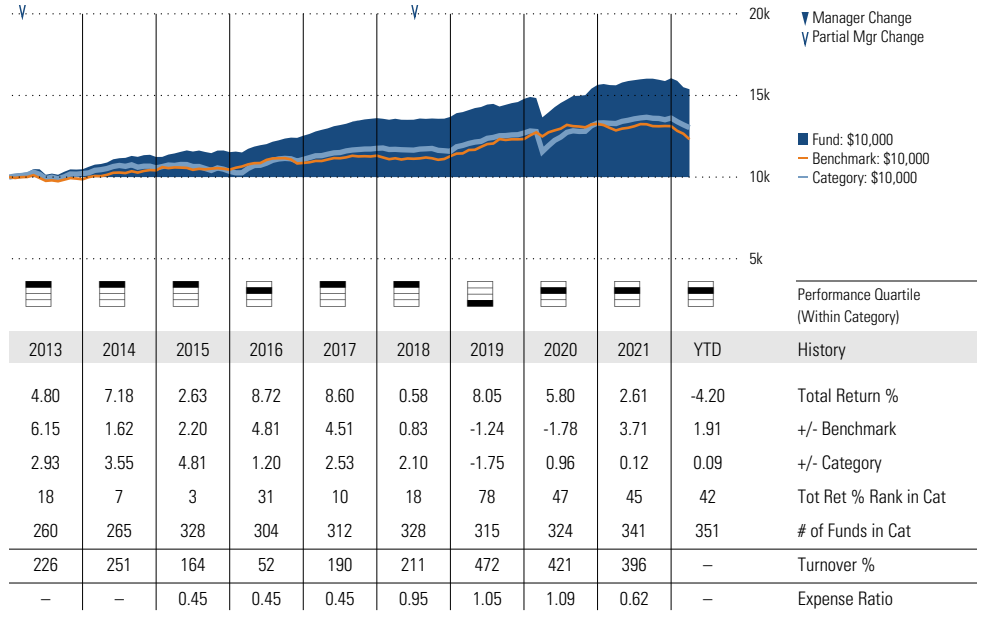 20k
Manager Change
Partial Mgr Change
15k
Fund: $10,000
Benchmark: $10,000
Category: $10,000
10k
5k
Performance Quartile
(Within Category)
2013 2014 2015 2016 2017 2018 2019 2020 2021 YTD History
4.80 7.18 2.63 8.72 8.60 0.58 8.05 5.80 2.61 -4.20 Total Return %
6.15 1.62 2.20 4.81 4.51 0.83 -1.24 -1.78 3.71 1.91 +/- Benchmark
2.93 3.55 4.81 1.20 2.53 2.10 -1.75 0.96 0.12 0.09 +/- Category
18 7 3 31 10 18 78 47 45 42 Tot Ret % Rank in Cat
260 265 328 304 312 328 315 324 341 351 # of Funds in Cat
226 251 164 52 190 211 472 421 396 – Turnover %
– – 0.45 0.45 0.45 0.95 1.05 1.09 0.62 – Expense Ratio